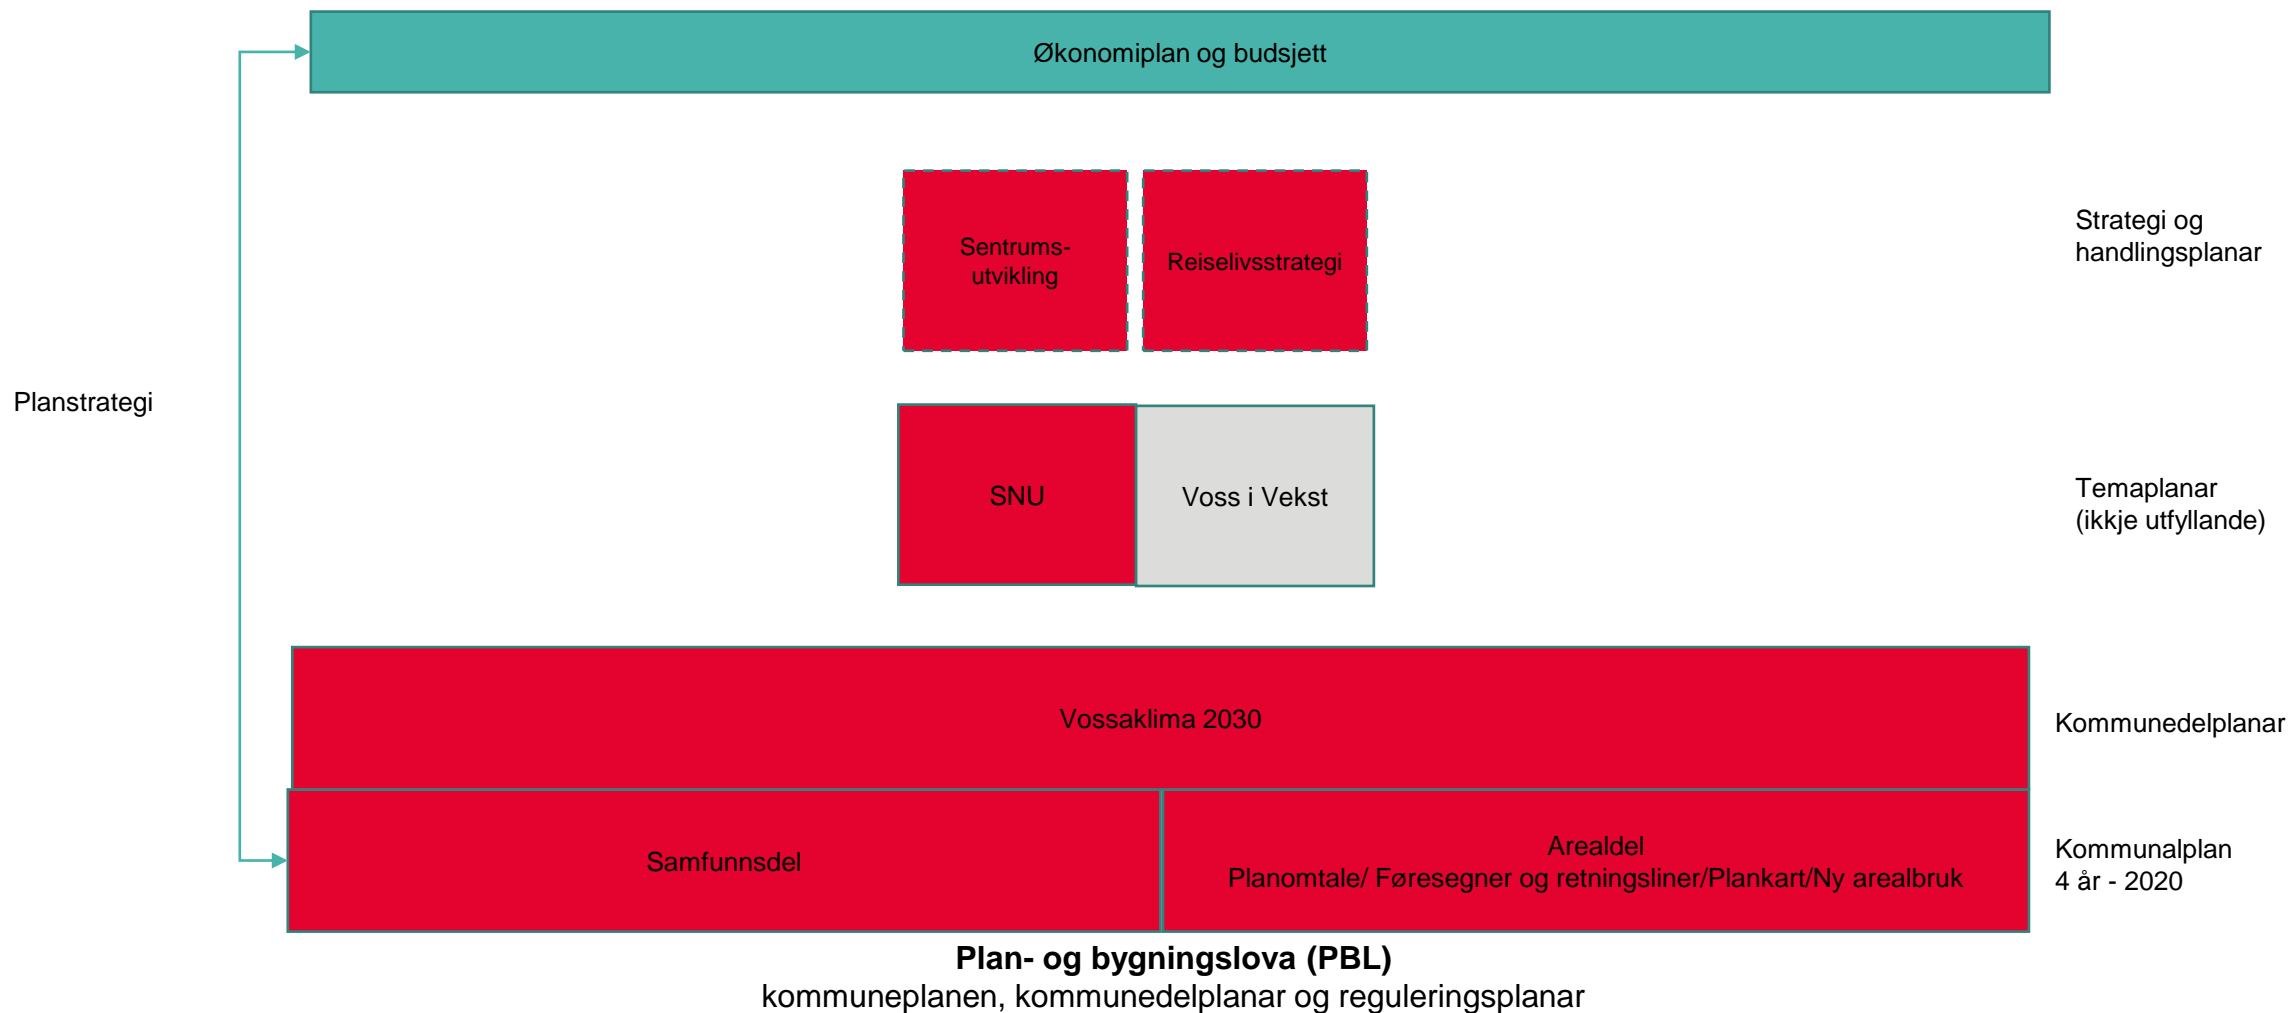 Økonomiplan og budsjett
Sentrums-
utvikling
Reiselivsstrategi
Strategi og
handlingsplanar
Planstrategi
SNU
Voss i Vekst
Temaplanar
(ikkje utfyllande)
Vossaklima 2030
Kommunedelplanar
Samfunnsdel
Arealdel
Planomtale/ Føresegner og retningsliner/Plankart/Ny arealbruk
Kommunalplan
4 år - 2020
Plan- og bygningslova (PBL)
kommuneplanen, kommunedelplanar og reguleringsplanar